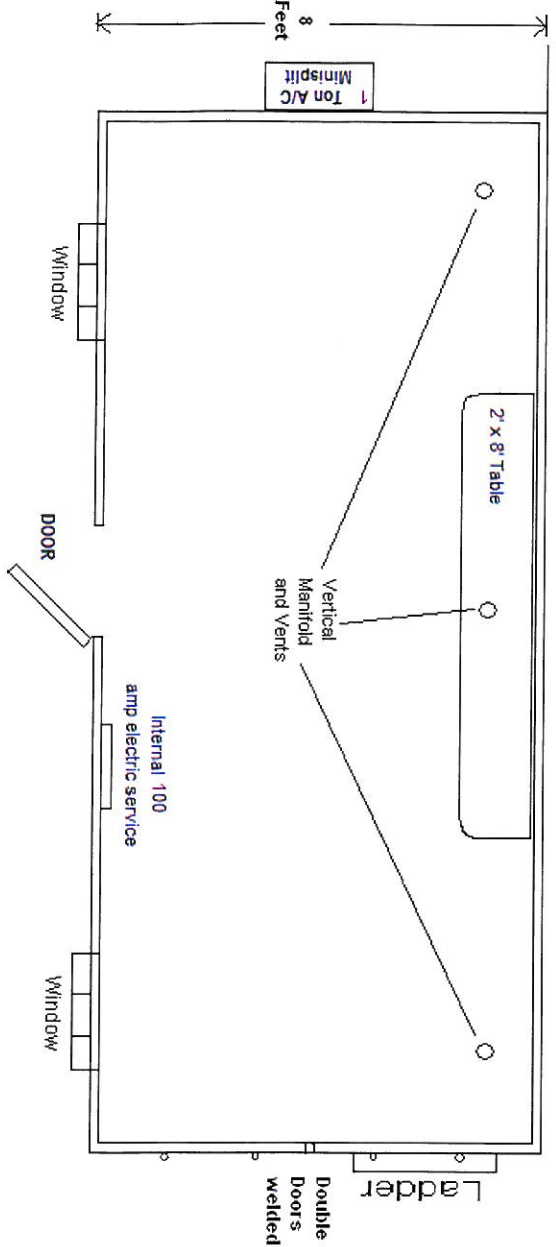 8
Feet
1
Ton A/C
Minisplit
Window
2' x 8' Table
DOOR
Vertical
Manifold
and Vents
Internal 100
amp electric service
Window
Double
Doors
welded
Ladder